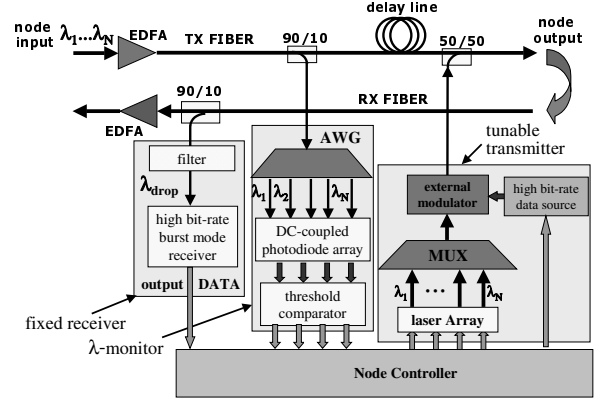 delay line
node
input
λ1...λN
EDFA
TX FIBER
90/10
50/50
node
output
90/10
RX FIBER
EDFA
tunable
transmitter
AWG
filter
λdrop
λ1
λ2
λN
external
modulator
high bit-rate
data source
high bit-rate
burst mode
receiver
DC-coupled
photodiode array
MUX
output
DATA
threshold
comparator
λ1
...
λN
laser Array
fixed receiver
λ-monitor
Node Controller